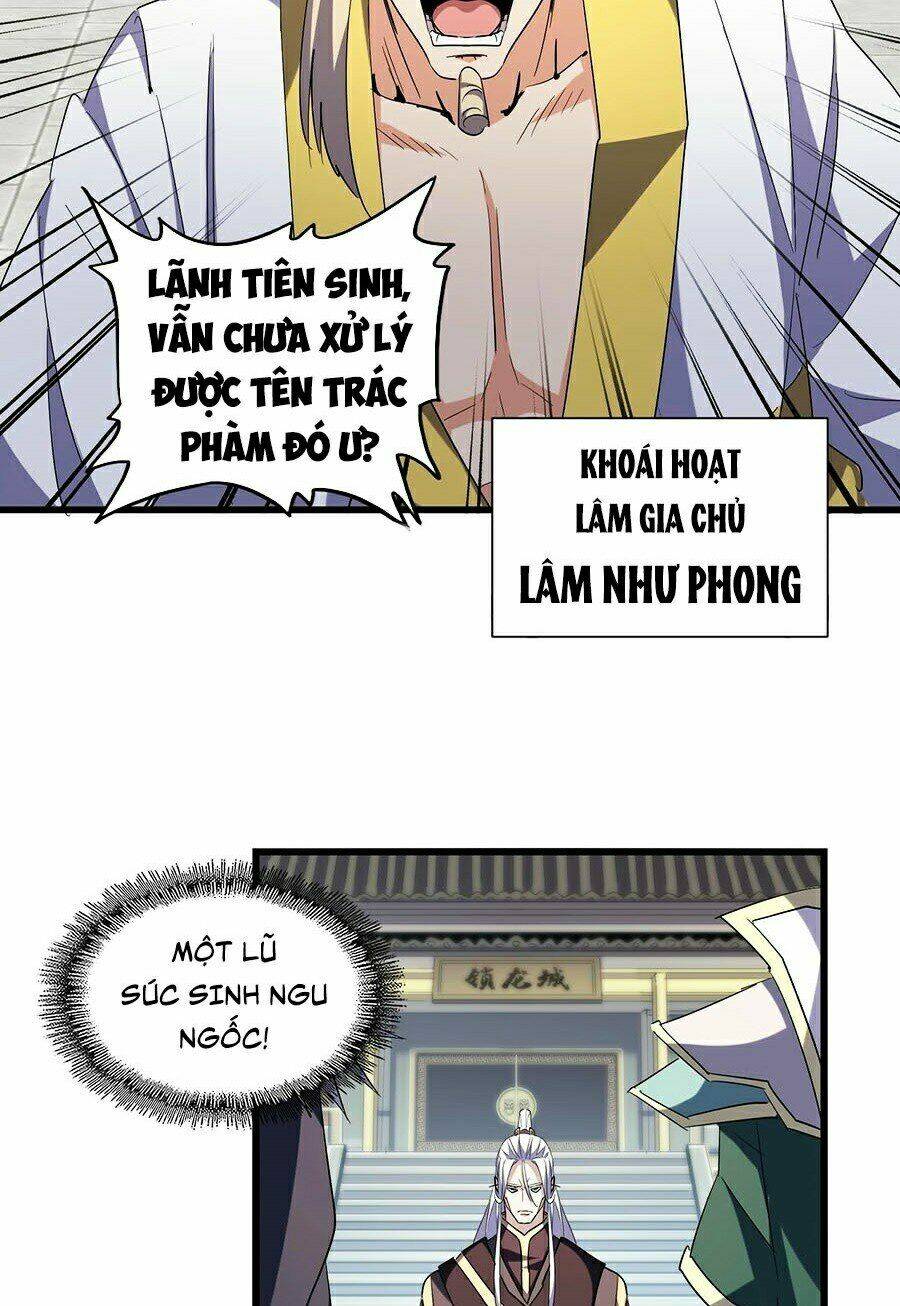 LÃNH TIÊN SINH,
VẪN CHƯA XỬ LÝ
ĐƯỢC TÊN TRÁC
PHÀM ĐÓ Ư?
KHOÁI HOẠT
LÂM GIA CHỦ
LÂM NHƯ PHONG
MỘT LŨ
SÚC SINH NGU
NGỐC!
锁龙城